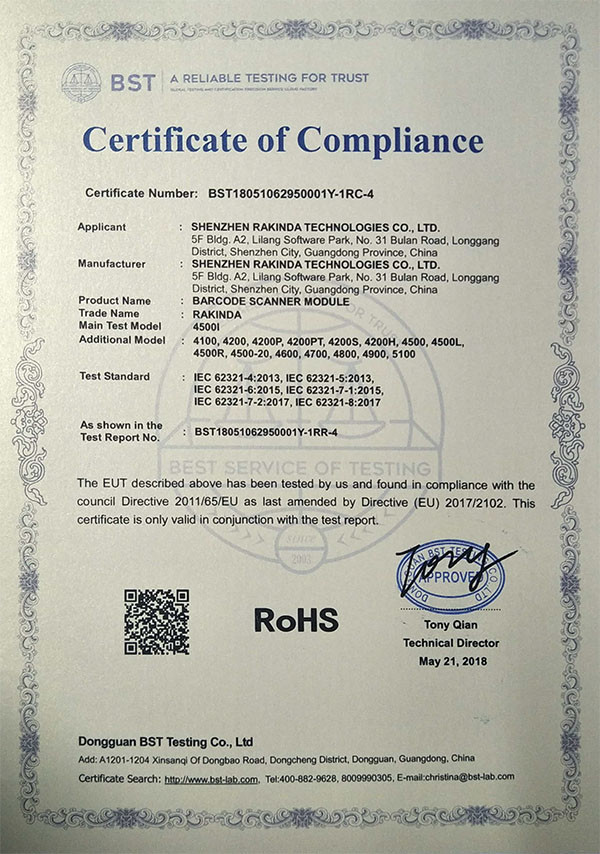 BST
A RELIABLE TESTING FOR TRUST
GLOBAL TESTING AND CERTIFICATION PRECISION SERVICE CLOUD FACTORY
Certificate of Compliance
Certificate Number: BST18051062950001Y-1RC-4
Applicant : SHENZHEN RAKINDA TECHNOLOGIES CO., LTD.
5F Bldg. A2, Lilang Software Park, No. 31 Bulan Road, Longgang
District, Shenzhen City, Guangdong Province, China
Manufacturer : SHENZHEN RAKINDA TECHNOLOGIES CO., LTD.
5F Bldg. A2, Lilang Software Park, No. 31 Bulan Road, Longgang
District, Shenzhen City, Guangdong Province, China
Product Name : BARCODE SCANNER MODULE
Trade Name : RAKINDA
Main Test Model 4500I
Additional Model : 4100, 4200, 4200P, 4200PT, 4200S, 4200H, 4500, 4500L,
4500R, 4500-20, 4600, 4700, 4800, 4900, 5100
Test Standard : IEC 62321-4:2013, IEC 62321-5:2013,
IEC 62321-6:2015, IEC 62321-7-1:2015,
IEC 62321-7-2:2017, IEC 62321-8:2017
As shown in the
Test Report No. : BST18051062950001Y-1RR-4
BEST SERVICE OF TESTING
The EUT described above has been tested by us and found in compliance with the
council Directive 2011/65/EU as last amended by Directive (EU) 2017/2102. This
certificate is only valid in conjunction with the test report.
since
2003
Tony
APPROVED
RoHS
Tony Qian
Technical Director
May 21, 2018
Dongguan BST Testing Co., Ltd
Add: A1201-1204 Xinsanqi Of Dongbao Road, Dongcheng District, Dongguan, Guangdong, China
Certificate Search: http://www.bst-lab.com, Tel:400-882-9628, 8009990305, E-mail:christina@bst-lab.com